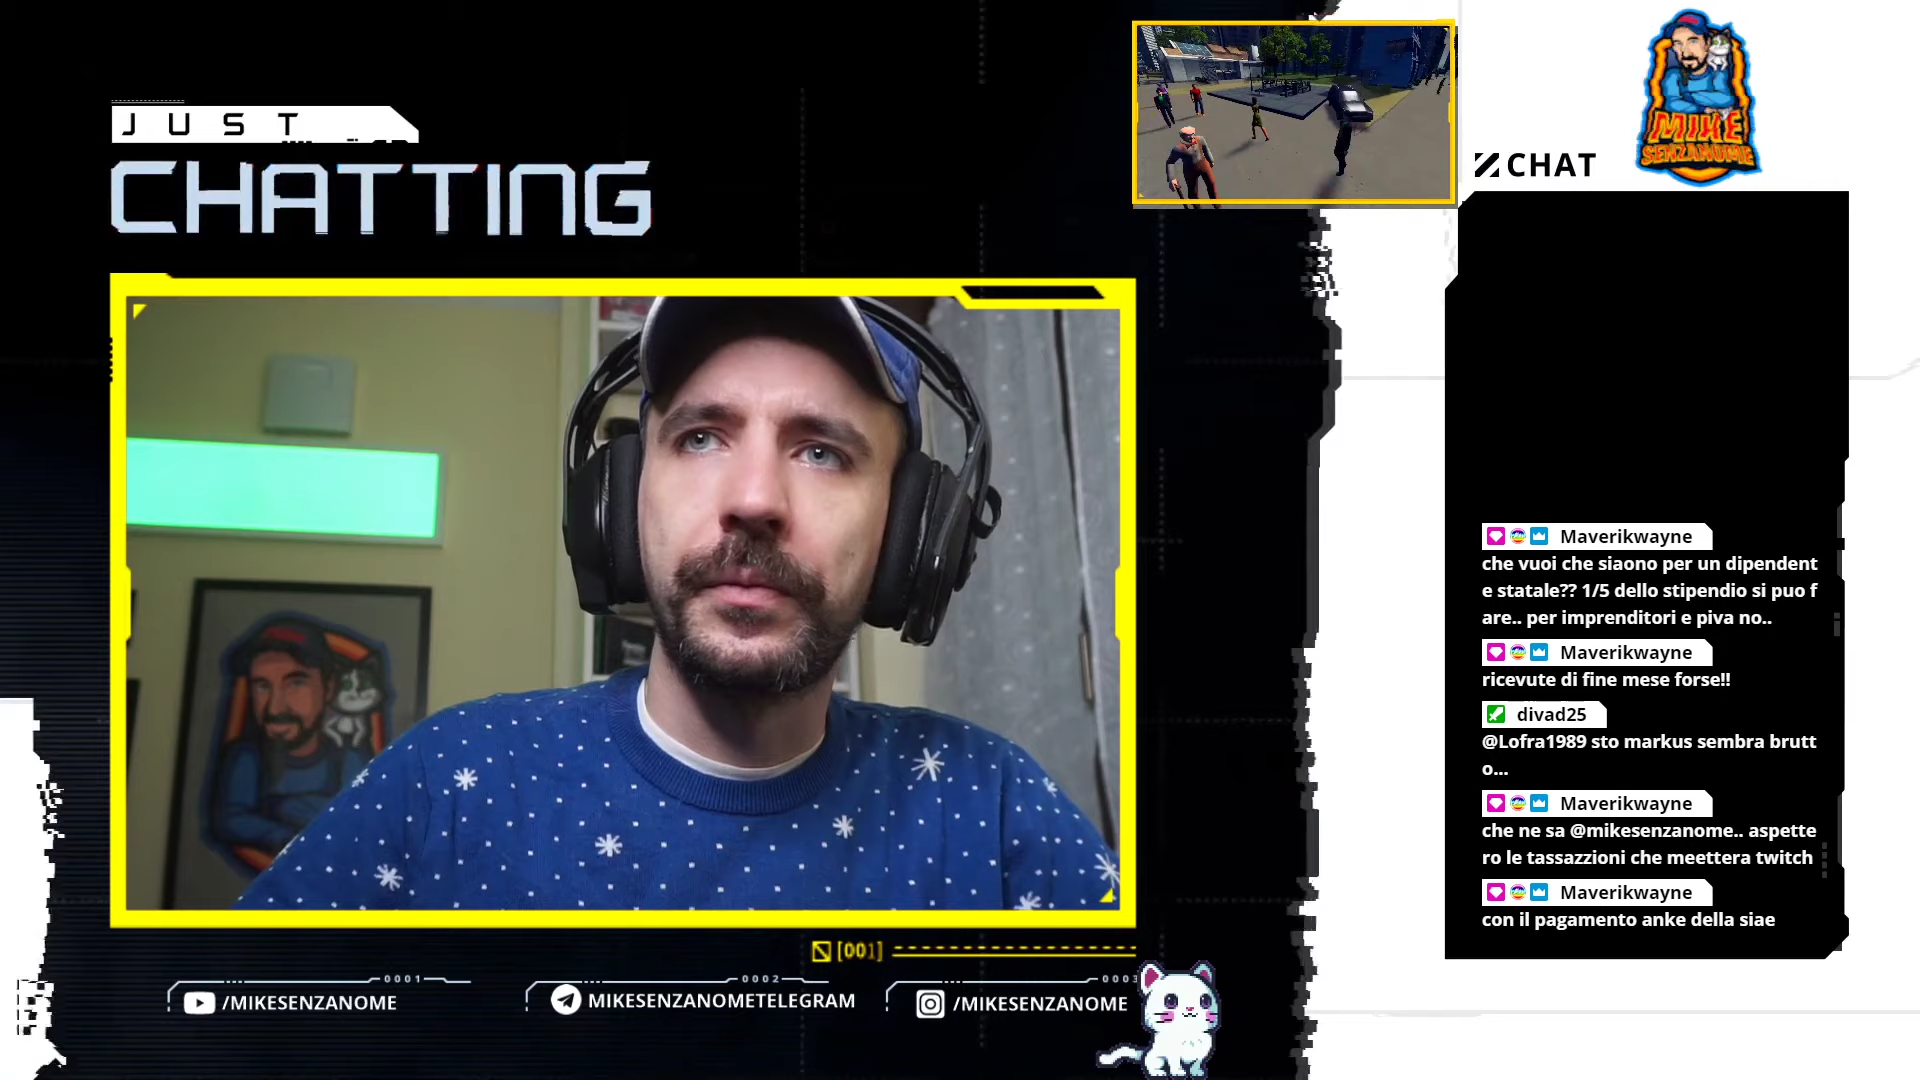 JUST
CHATTING
MIKE
SENZANOME
CHAT
Maverikwayne
che vuoi che siaono per un dipendent
e statale?? 1/5 dello stipendio si puo f
are.. per imprenditori e piva no..
Maverikwayne
ricevute di fine mese forse!!
divad25
@Lofra1989 sto markus sembra brutt
o...
Maverikwayne
che ne sa @mikesenzanome.. aspette
ro le tassazzioni che meettera twitch
Maverikwayne
con il pagamento anke della siae
[001]
0001
/MIKESENZANOME
0002
MIKESENZANOMETELEGRAM
0003
/MIKESENZANOME